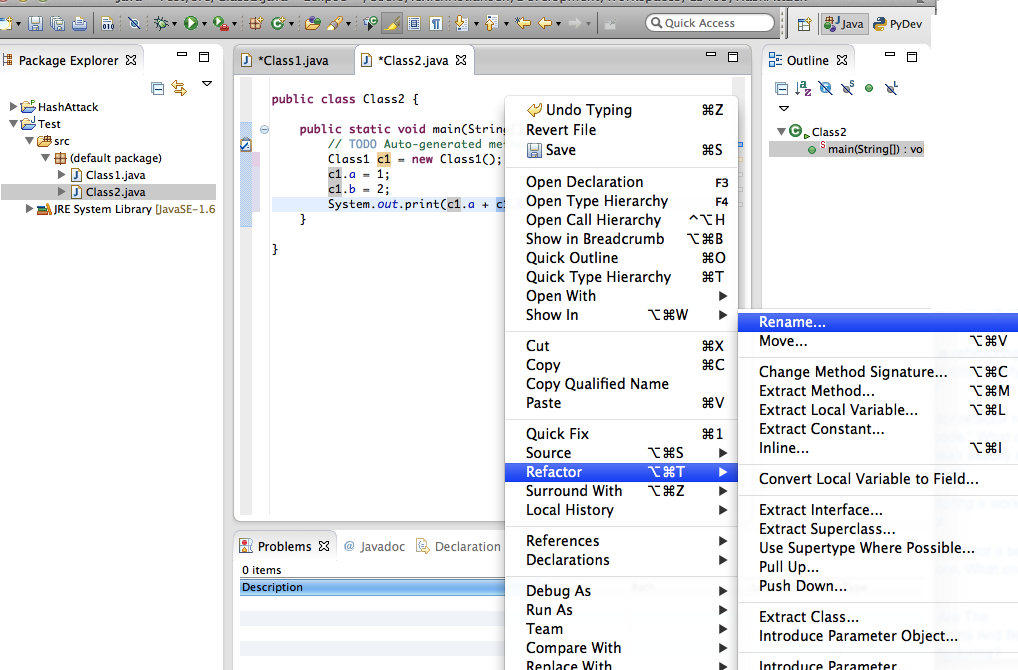 Quick Access
Java
PyDev
Package Explorer
HashAttack
Test
src
(default package)
Class1.java
Class2.java
JRE System Library [JavaSE-1.6
*Class1.java
*Class2.java
public class Class2 {
public static void main(String
// TODO Auto-generated me
Class1 c1 = new Class1();
c1.a = 1;
c1.b = 2;
System.out.print(c1.a + c
}
}
Undo Typing ⌘Z
Revert File
Save ⌘S
Open Declaration F3
Open Type Hierarchy F4
Open Call Hierarchy ^⌥H
Show in Breadcrumb ⌥⌘B
Quick Outline ⌘O
Quick Type Hierarchy ⌘T
Open With
Show In ⌥⌘W
Cut ⌘X
Copy ⌘C
Copy Qualified Name
Paste ⌘V
Quick Fix ⌘1
Source ⌥⌘S
Refactor ⌥⌘T
Surround With ⌥⌘Z
Local History
References
Declarations
Debug As
Run As
Team
Compare With
Replace With
Outline
Class2
main(String[]) : voi
Rename...
Move... ⌥⌘V
Change Method Signature... ⌥⌘C
Extract Method... ⌥⌘M
Extract Local Variable... ⌥⌘L
Extract Constant...
Inline... ⌥⌘I
Convert Local Variable to Field...
Extract Interface...
Extract Superclass...
Use Supertype Where Possible...
Pull Up...
Push Down...
Extract Class...
Introduce Parameter Object...
Introduce Parameter
Problems
@ Javadoc
Declaration
0 items
Description